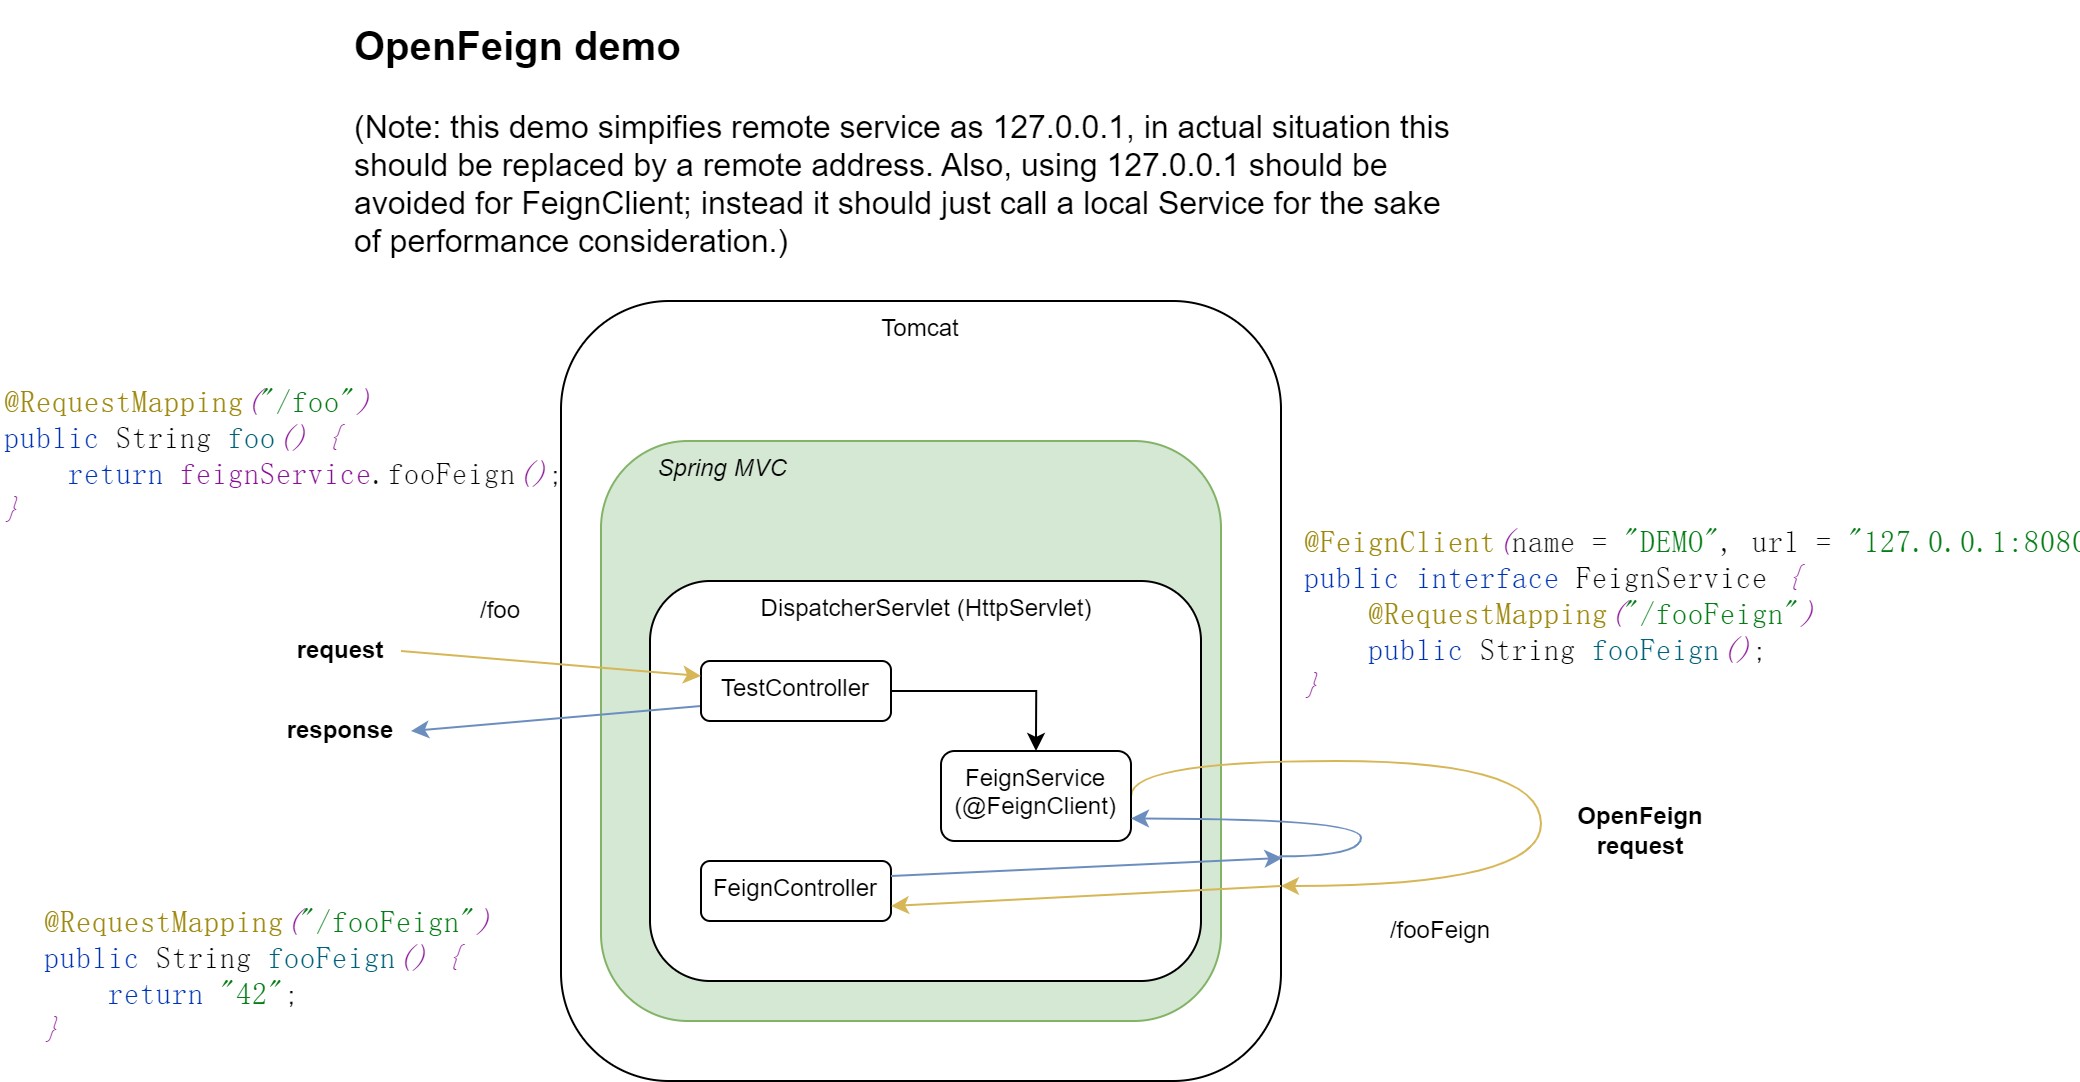 OpenFeign demo
(Note: this demo simpifies remote service as 127.0.0.1, in actual situation this
should be replaced by a remote address. Also, using 127.0.0.1 should be
avoided for FeignClient; instead it should just call a local Service for the sake
of performance consideration.)
Tomcat
@RequestMapping("/foo")
public String foo() {
    return feignService.fooFeign();
}
Spring MVC
@FeignClient(name = "DEMO", url = "127.0.0.1:8080
public interface FeignService {
    @RequestMapping("/fooFeign")
    public String fooFeign();
}
/foo
DispatcherServlet (HttpServlet)
request
TestController
response
FeignService
(@FeignClient)
OpenFeign
request
FeignController
/fooFeign
@RequestMapping("/fooFeign")
public String fooFeign() {
    return "42";
}